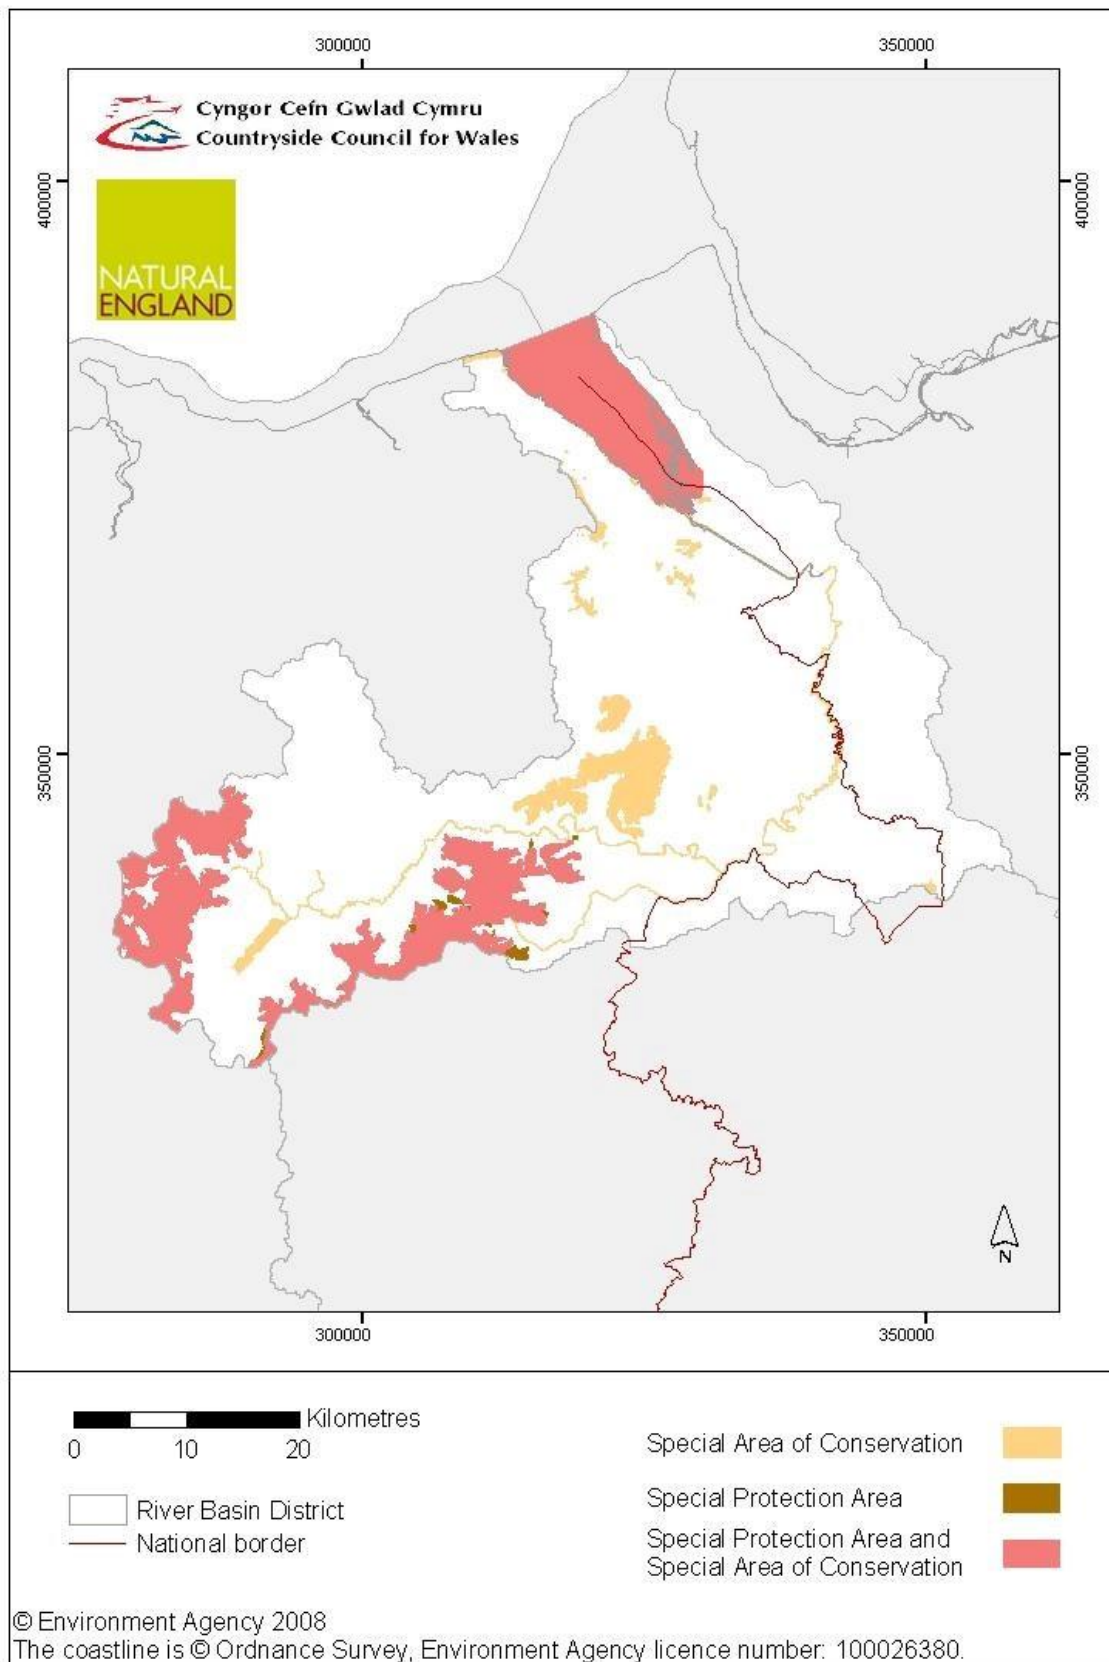 300000
350000
Cyngor Cefn Gwlad Cymru
Countryside Council for Wales
400000
400000
NATURAL
ENGLAND
350000
350000
N
300000
350000
Kilometres
0 10 20
River Basin District
National border
Special Area of Conservation
Special Protection Area
Special Protection Area and
Special Area of Conservation
© Environment Agency 2008
The coastline is © Ordnance Survey, Environment Agency licence number: 100026380.